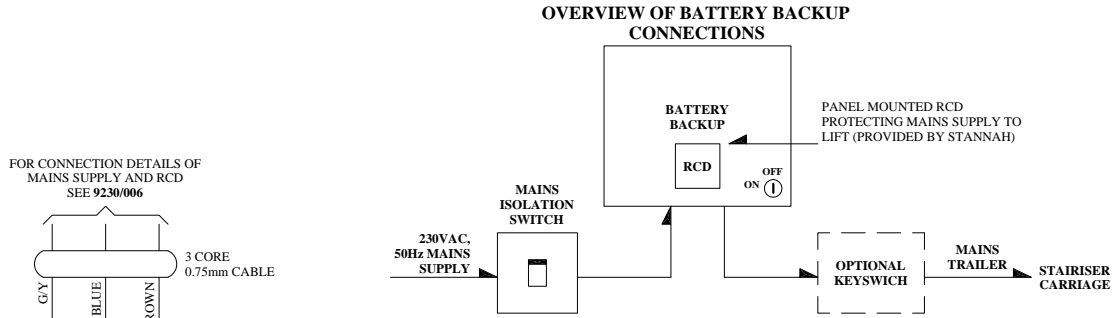 OVERVIEW OF BATTERY BACKUP
CONNECTIONS
FOR CONNECTION DETAILS OF
MAINS SUPPLY AND RCD
SEE 9230/006
3 CORE
0.75mm CABLE
G/Y
BLUE
ROWN
230VAC,
50Hz MAINS
SUPPLY
MAINS
ISOLATION
SWITCH
BATTERY
BACKUP
RCD
OFF
ON
PANEL MOUNTED RCD
PROTECTING MAINS SUPPLY TO
LIFT (PROVIDED BY STANNAH)
OPTIONAL
KEYSWICH
MAINS
TRAILER
STAIRISER
CARRIAGE